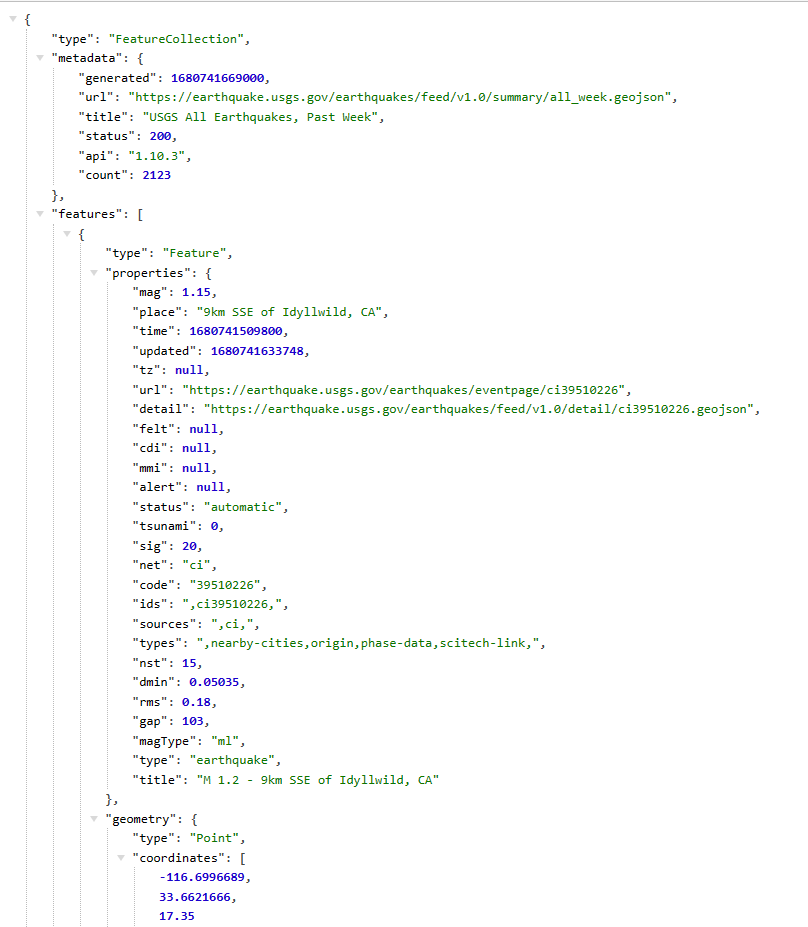 {
"type": "FeatureCollection",
"metadata": {
"generated": 1680741669000,
"url": "https://earthquake.usgs.gov/earthquakes/feed/v1.0/summary/all_week.geojson",
"title": "USGS All Earthquakes, Past Week",
"status": 200,
"api": "1.10.3",
"count": 2123
},
"features": [
{
"type": "Feature",
"properties": {
"mag": 1.15,
"place": "9km SSE of Idyllwild, CA",
"time": 1680741509800,
"updated": 1680741633748,
"tz": null,
"url": "https://earthquake.usgs.gov/earthquakes/eventpage/ci39510226",
"detail": "https://earthquake.usgs.gov/earthquakes/feed/v1.0/detail/ci39510226.geojson",
"felt": null,
"cdi": null,
"mmi": null,
"alert": null,
"status": "automatic",
"tsunami": 0,
"sig": 20,
"net": "ci",
"code": "39510226",
"ids": ",ci39510226,",
"sources": ",ci,",
"types": ",nearby-cities,origin,phase-data,scitech-link,",
"nst": 15,
"dmin": 0.05035,
"rms": 0.18,
"gap": 103,
"magType": "ml",
"type": "earthquake",
"title": "M 1.2 - 9km SSE of Idyllwild, CA"
},
"geometry": {
"type": "Point",
"coordinates": [
-116.6996689,
33.6621666,
17.35